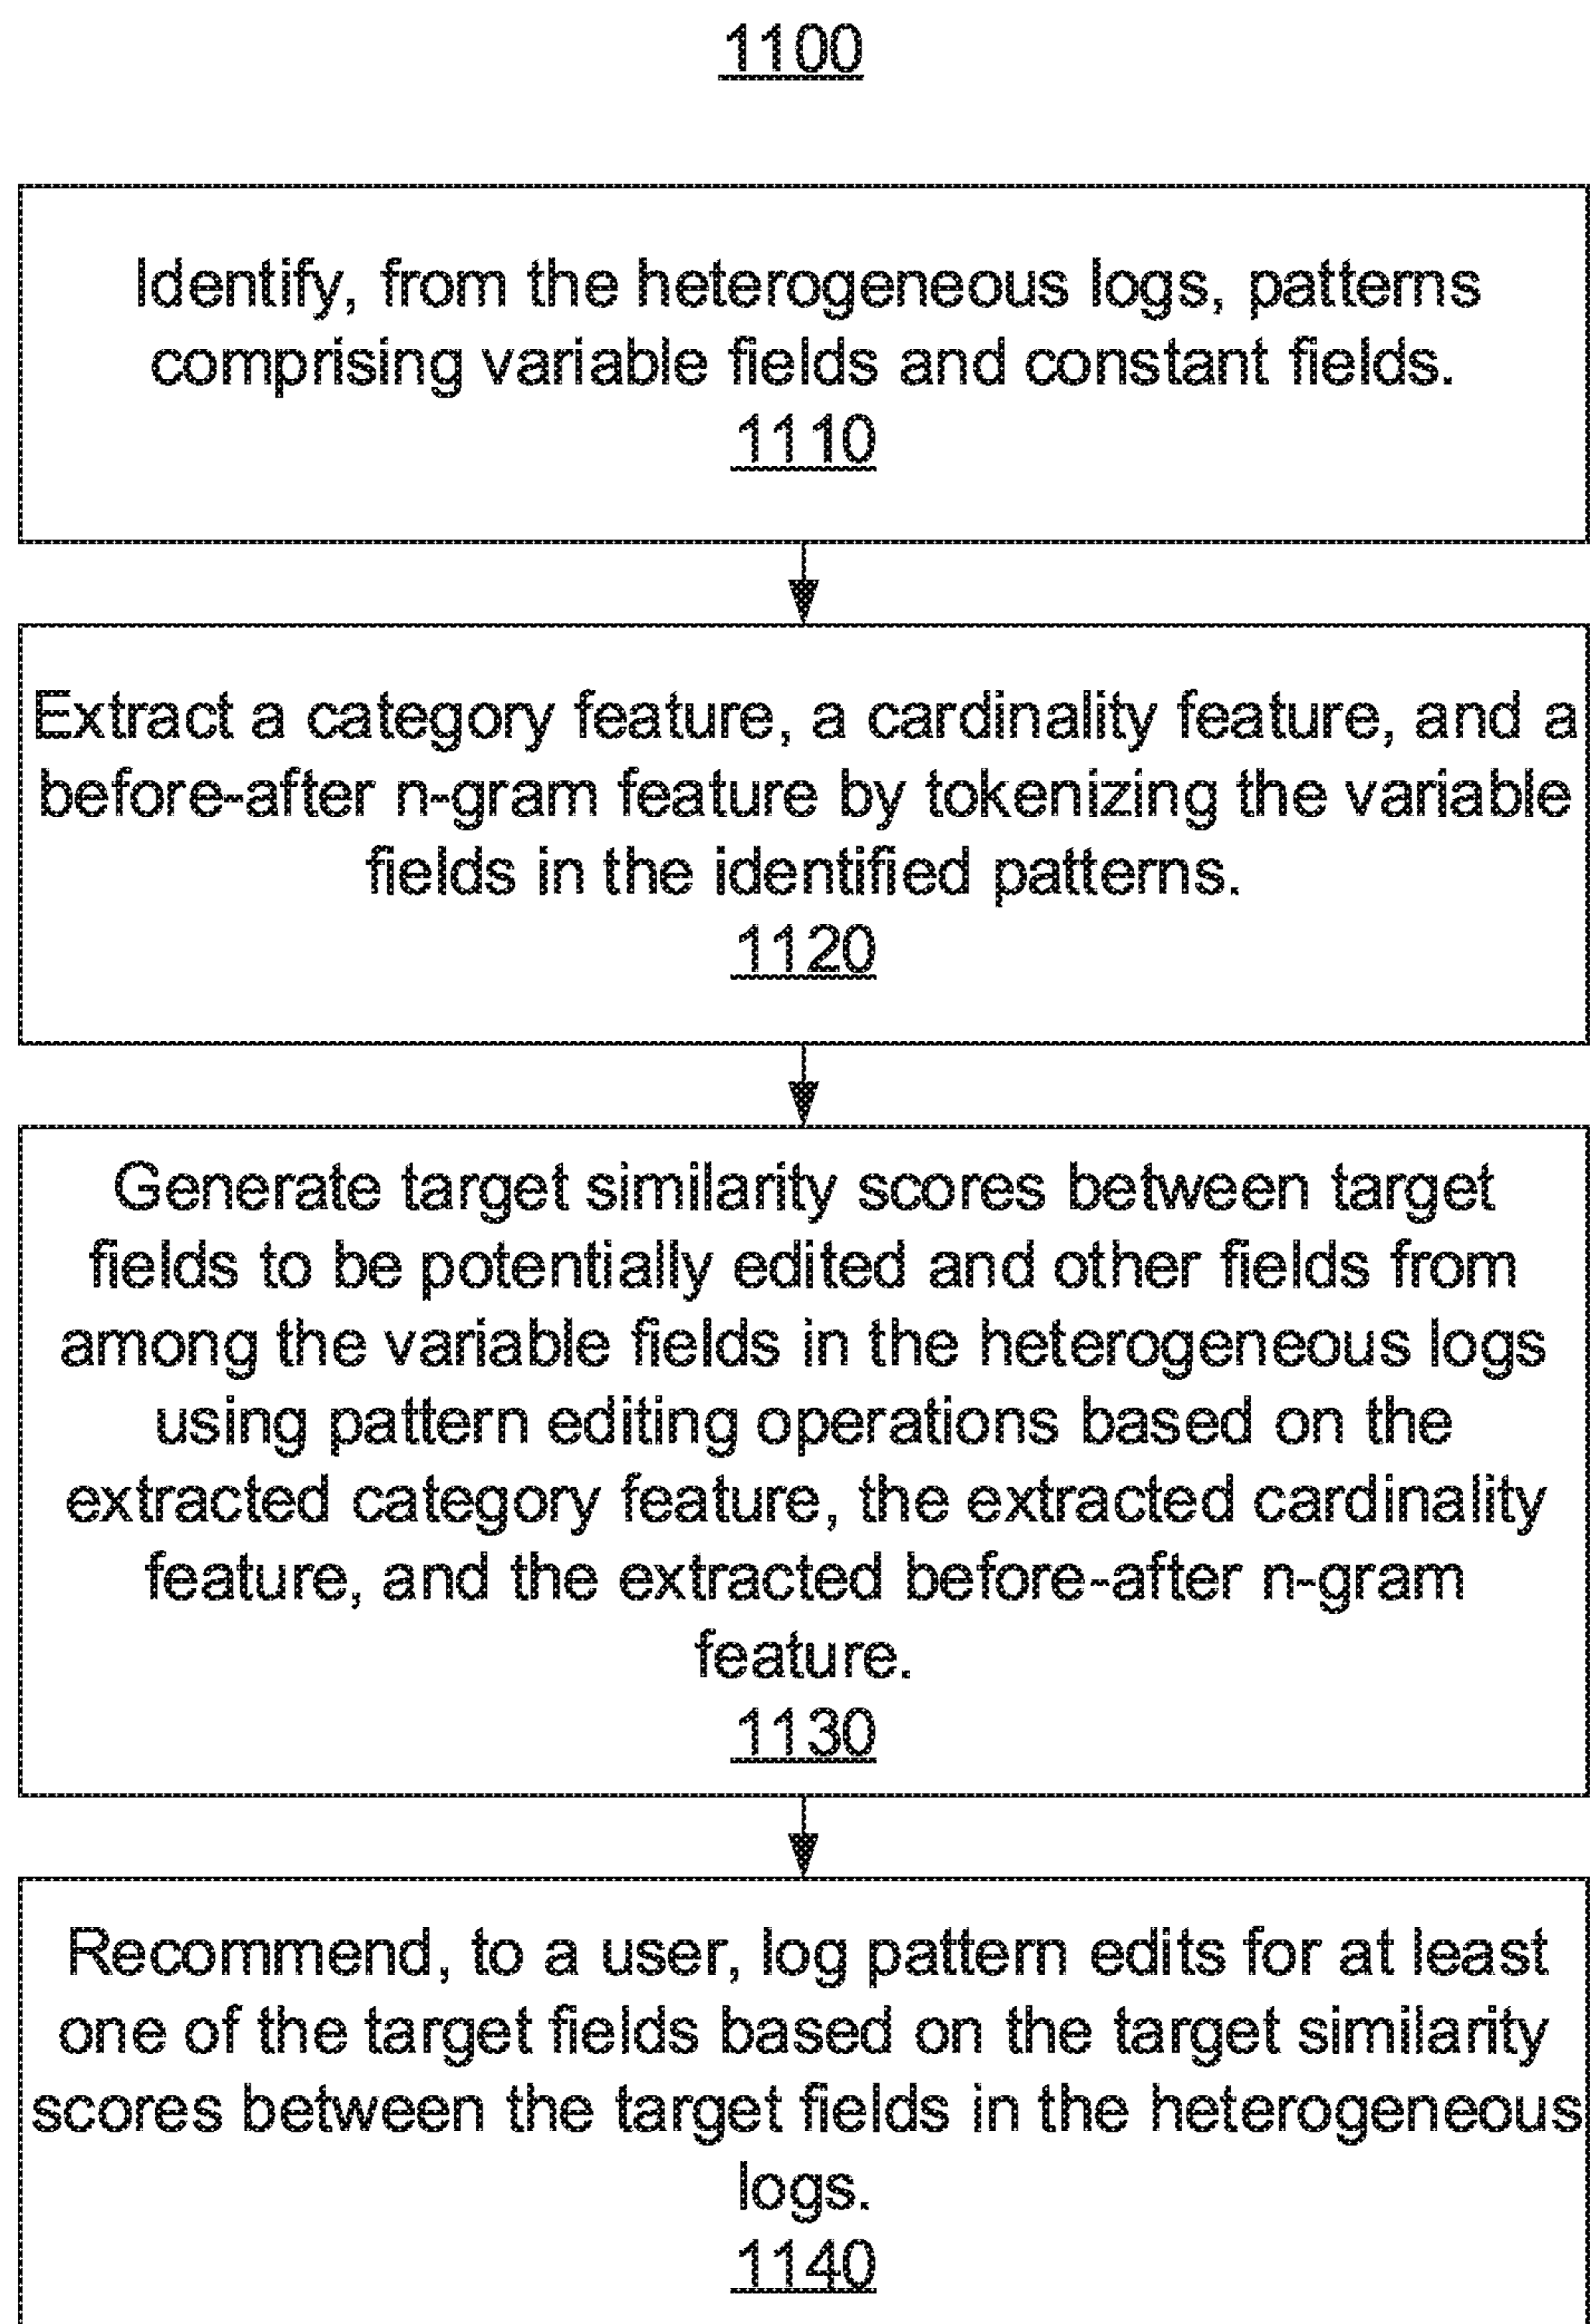 1100
Identify, from the heterogeneous logs, patterns
comprising variable fields and constant fields.
1110
Extract a category feature, a cardinality feature, and a
before-after n-gram feature by tokenizing the variable
fields in the identified patterns.
1120
Generate target similarity scores between target
fields to be potentially edited and other fields from
among the variable fields in the heterogeneous logs
using pattern editing operations based on the
extracted category feature, the extracted cardinality
feature, and the extracted before-after n-gram
feature.
1130
Recommend, to a user, log pattern edits for at least
one of the target fields based on the target similarity
scores between the target fields in the heterogeneous
logs.
1140